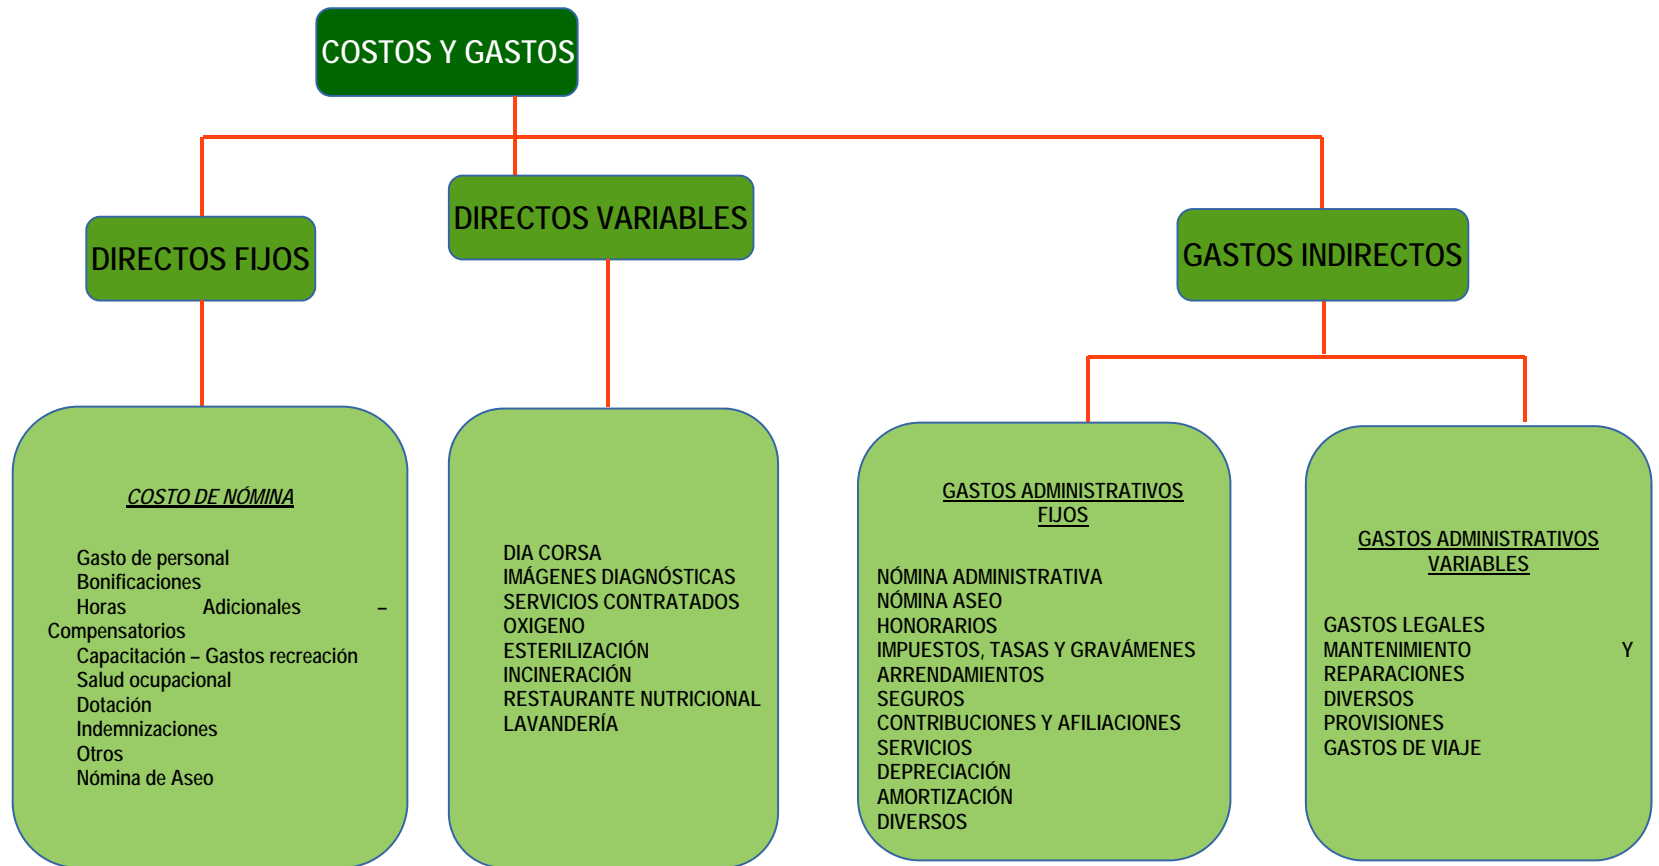 COSTOS Y GASTOS
DIRECTOS FIJOS
DIRECTOS VARIABLES
GASTOS INDIRECTOS
COSTO DE NÓMINA
Gasto de personal
Bonificaciones
Horas Adicionales –
Compensatorios
Capacitación – Gastos recreación
Salud ocupacional
Dotación
Indemnizaciones
Otros
Nómina de Aseo
DIA CORSA
IMÁGENES DIAGNÓSTICAS
SERVICIOS CONTRATADOS
OXIGENO
ESTERILIZACIÓN
INCINERACIÓN
RESTAURANTE NUTRICIONAL
LAVANDERÍA
GASTOS ADMINISTRATIVOS
FIJOS
NÓMINA ADMINISTRATIVA
NÓMINA ASEO
HONORARIOS
IMPUESTOS, TASAS Y GRAVÁMENES
ARRENDAMIENTOS
SEGUROS
CONTRIBUCIONES Y AFILIACIONES
SERVICIOS
DEPRECIACIÓN
AMORTIZACIÓN
DIVERSOS
GASTOS ADMINISTRATIVOS
VARIABLES
GASTOS LEGALES
MANTENIMIENTO Y
REPARACIONES
DIVERSOS
PROVISIONES
GASTOS DE VIAJE